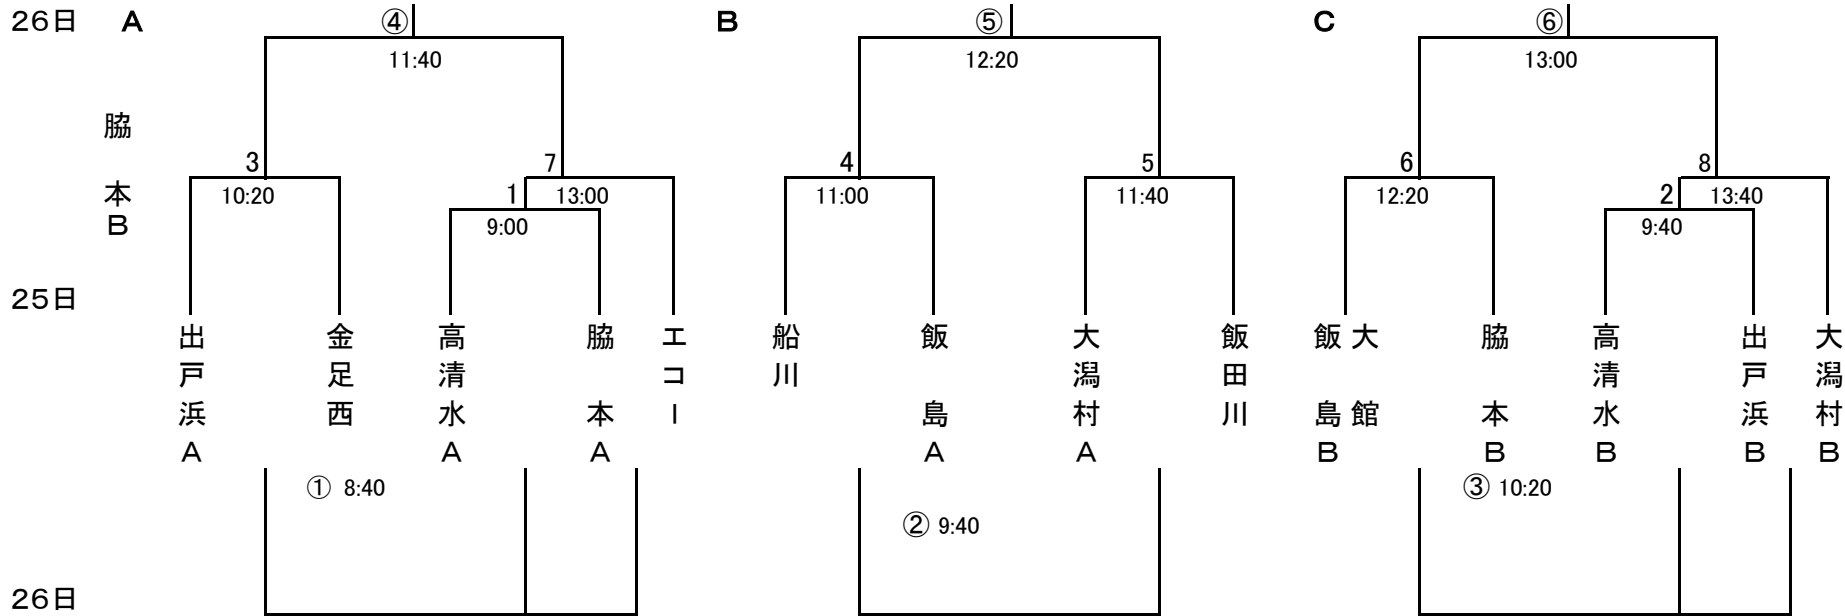 26日 A ④ B ⑤ C ⑥
11:40 12:20 13:00
脇本B
3 7 4 5 6 8
10:20 1 13:00 11:00 11:40 12:20 2 13:40
9:00 9:40
25日
出戸浜A
金足西
高清水A
脇本A
エコー
船川
飯島A
大潟村A
飯田川
飯島B
大館
脇本B
高清水B
出戸浜B
大潟村B
① 8:40 ③ 10:20
② 9:40
26日